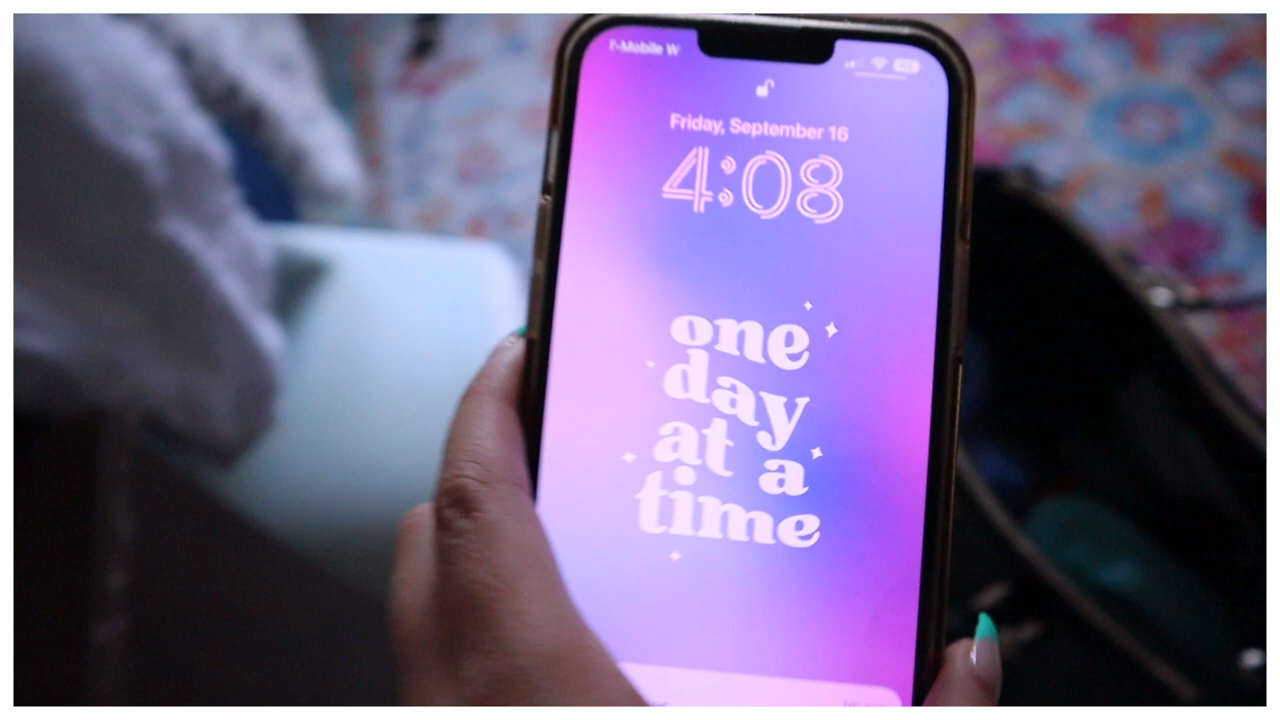 T-Mobile W
Friday, September 16
4:08
one
day
at a
time